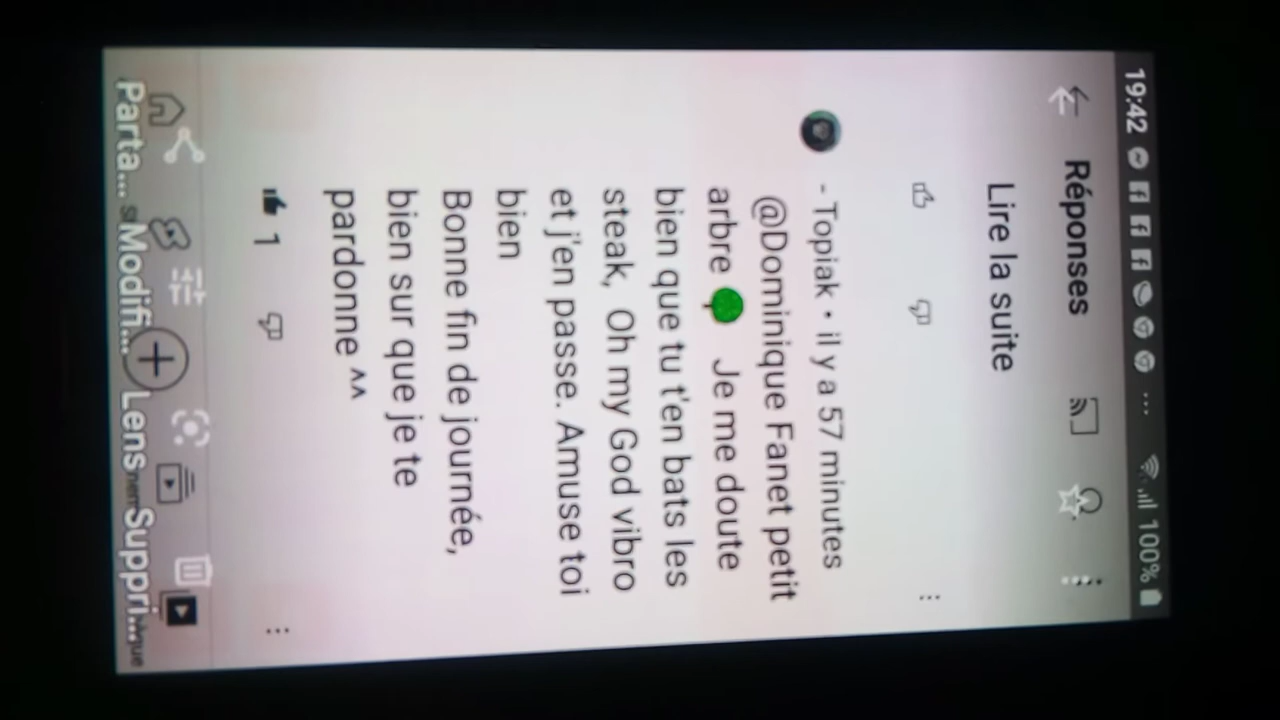 19:42 ... 100%
Réponses
Lire la suite
- Topiak • il y a 57 minutes
@Dominique Fanet petit
arbre 🌳 Je me doute
bien que tu t'en bats les
steak, Oh my God vibro
et j'en passe. Amuse toi
bien
Bonne fin de journée,
bien sur que je te
pardonne ^^
1
Parta... Modifi... Lens Suppri...